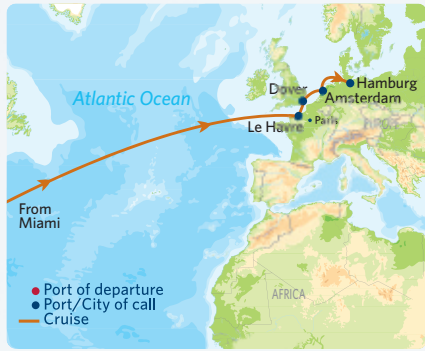 Hamburg
Dover
Amsterdam
Atlantic Ocean
Paris
Le Havre
EUROPE
From
Miami
AFRICA
Port of departure
Port/City of call
Cruise